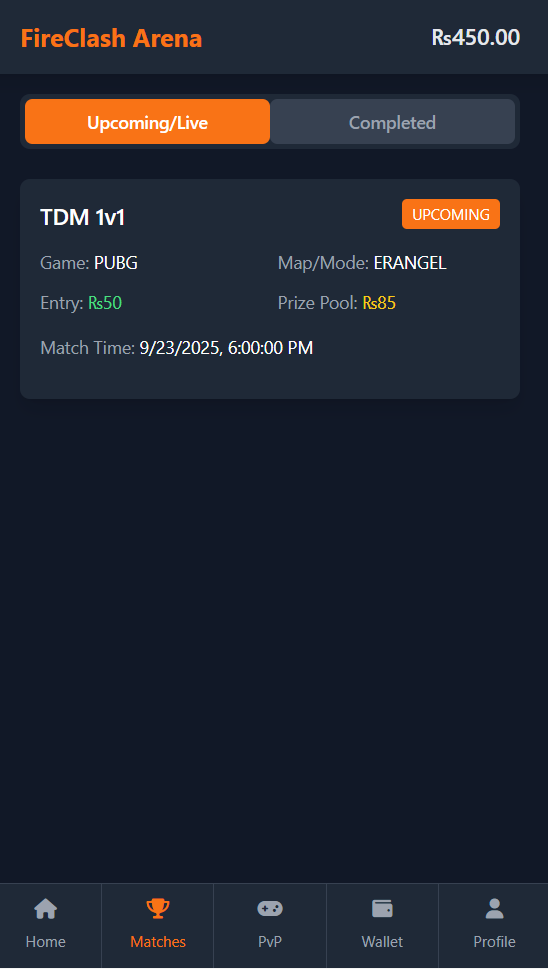 FireClash Arena
₨450.00
Upcoming/Live
Completed
TDM 1v1
UPCOMING
Game: PUBG
Map/Mode: ERANGEL
Entry: ₨50
Prize Pool: ₨85
Match Time: 9/23/2025, 6:00:00 PM
Home
Matches
PvP
Wallet
Profile